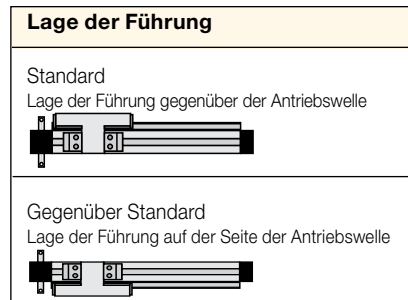 Lage der Führung
Standard
Lage der Führung gegenüber der Antriebswelle
Gegenüber Standard
Lage der Führung auf der Seite der Antriebswelle